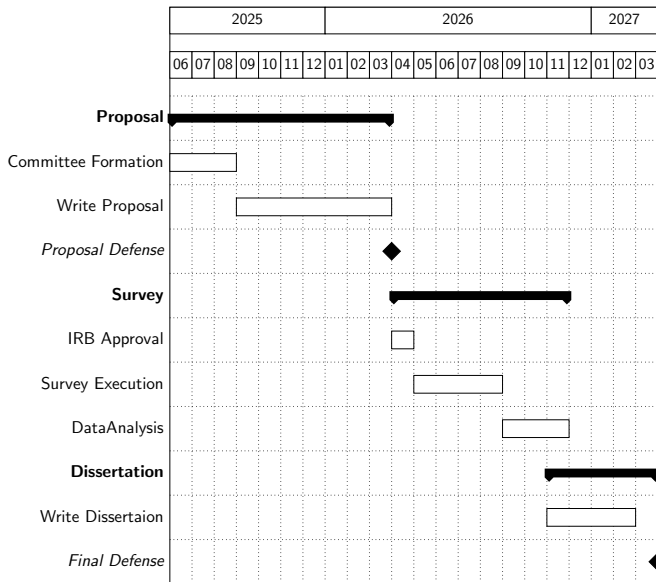 2025 2026 2027
06 07 08 09 10 11 12 01 02 03 04 05 06 07 08 09 10 11 12 01 02 03
Proposal
Committee Formation
Write Proposal
Proposal Defense
Survey
IRB Approval
Survey Execution
DataAnalysis
Dissertation
Write Dissertaion
Final Defense